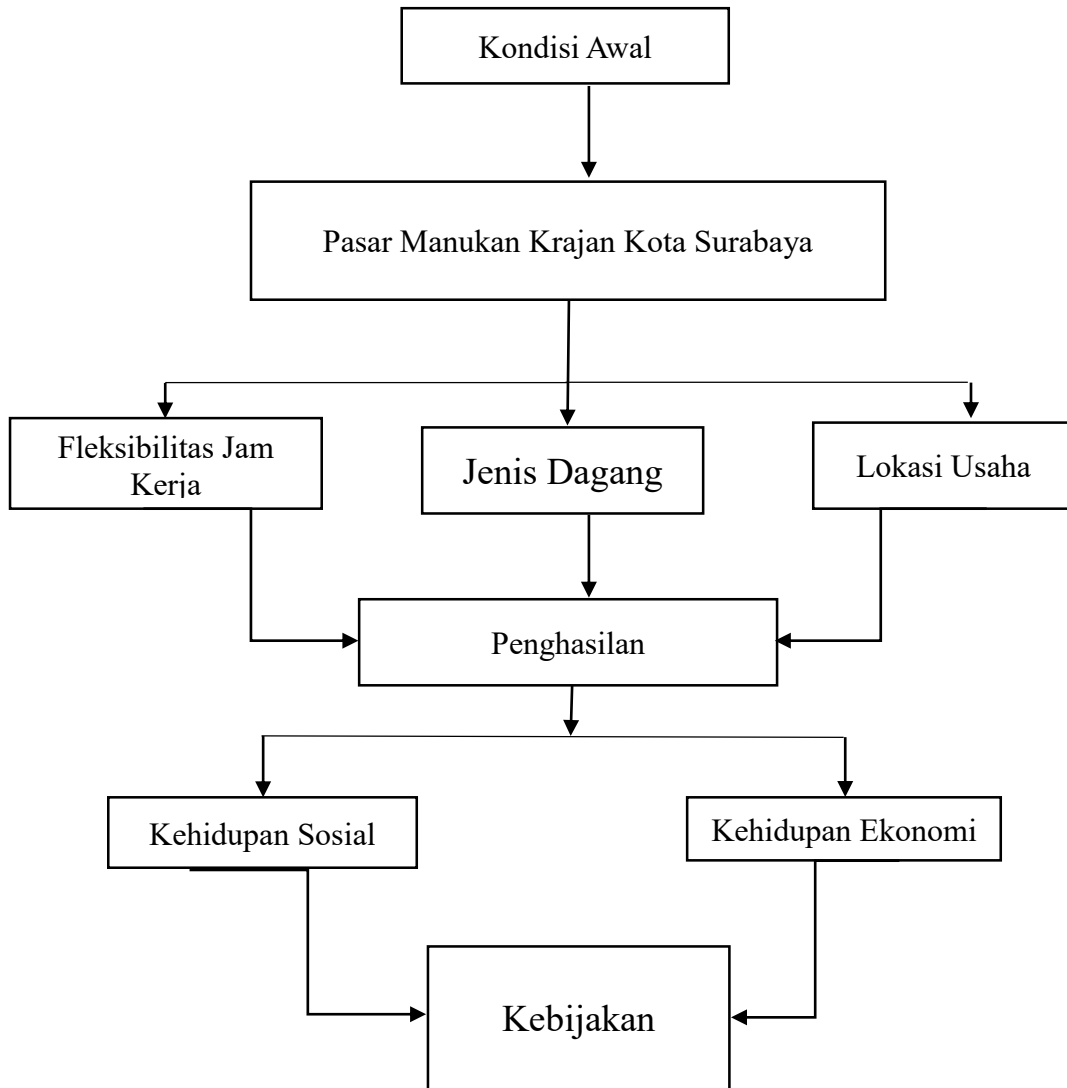 Kondisi Awal
Pasar Manukan Krajan Kota Surabaya
Fleksibilitas Jam
Kerja
Jenis Dagang
Lokasi Usaha
Penghasilan
Kehidupan Sosial
Kehidupan Ekonomi
Kebijakan